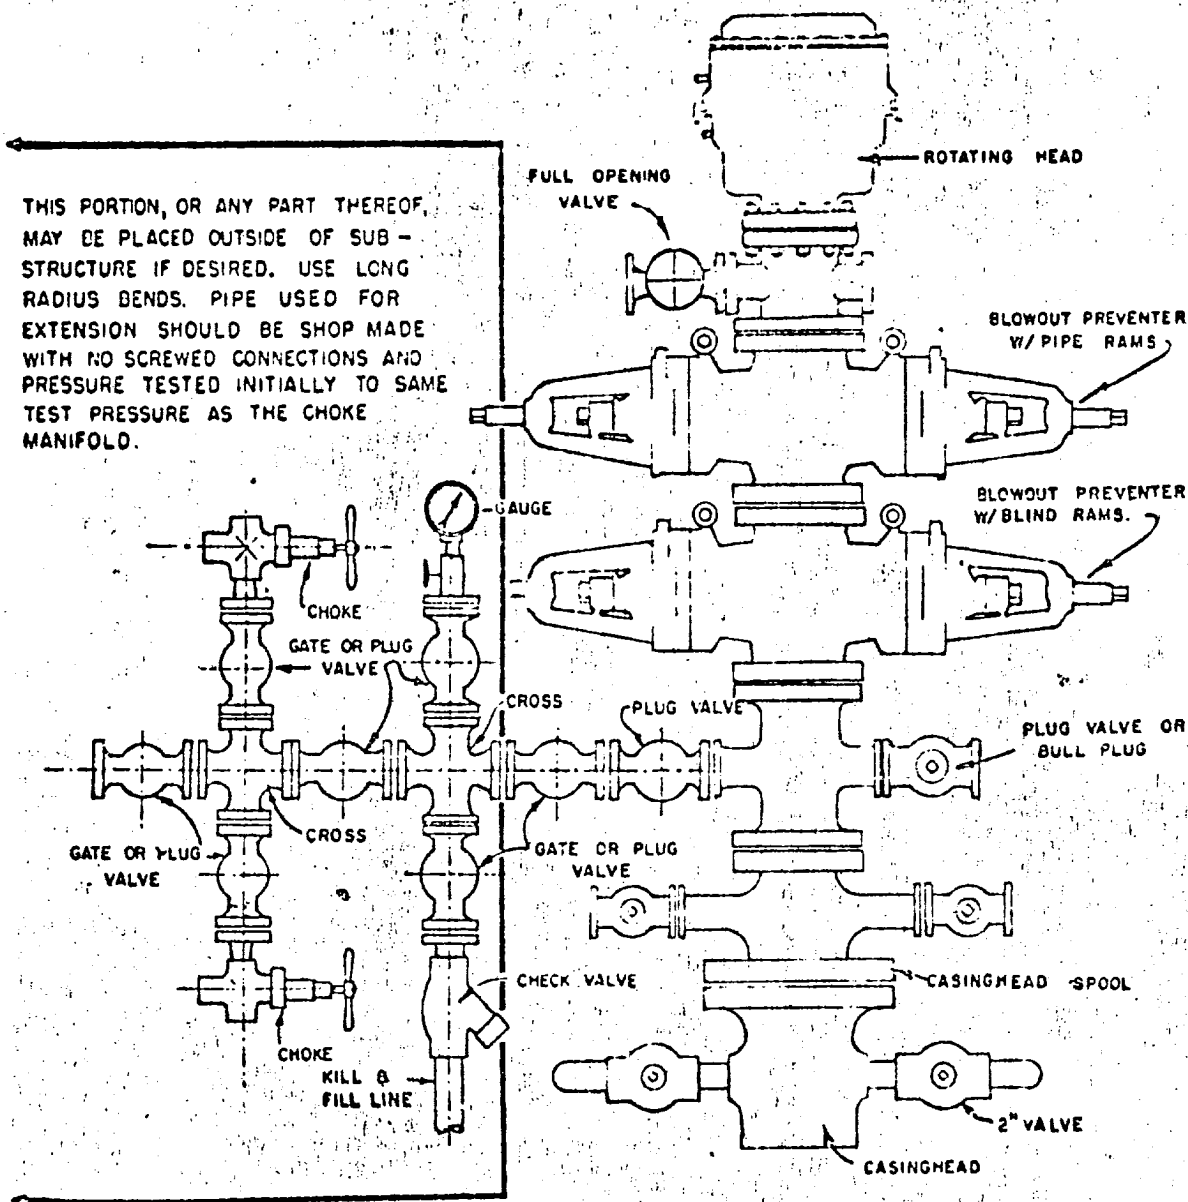 ROTATING HEAD
FULL OPENING
VALVE
THIS PORTION, OR ANY PART THEREOF,
MAY BE PLACED OUTSIDE OF SUB-
STRUCTURE IF DESIRED. USE LONG
RADIUS BENDS. PIPE USED FOR
EXTENSION SHOULD BE SHOP MADE
WITH NO SCREWED CONNECTIONS AND
PRESSURE TESTED INITIALLY TO SAME
TEST PRESSURE AS THE CHOKE
MANIFOLD.
BLOWOUT PREVENTER
W/PIPE RAMS
BLOWOUT PREVENTER
W/BLIND RAMS.
GAUGE
CHOKE
GATE OR PLUG
VALVE
CROSS
PLUG VALVE
PLUG VALVE OR
BULL PLUG
CROSS
GATE OR PLUG
VALVE
GATE OR PLUG
VALVE
CHECK VALVE
CASINGHEAD SPOOL
CHOKE
KILL &
FILL LINE
2" VALVE
CASINGHEAD